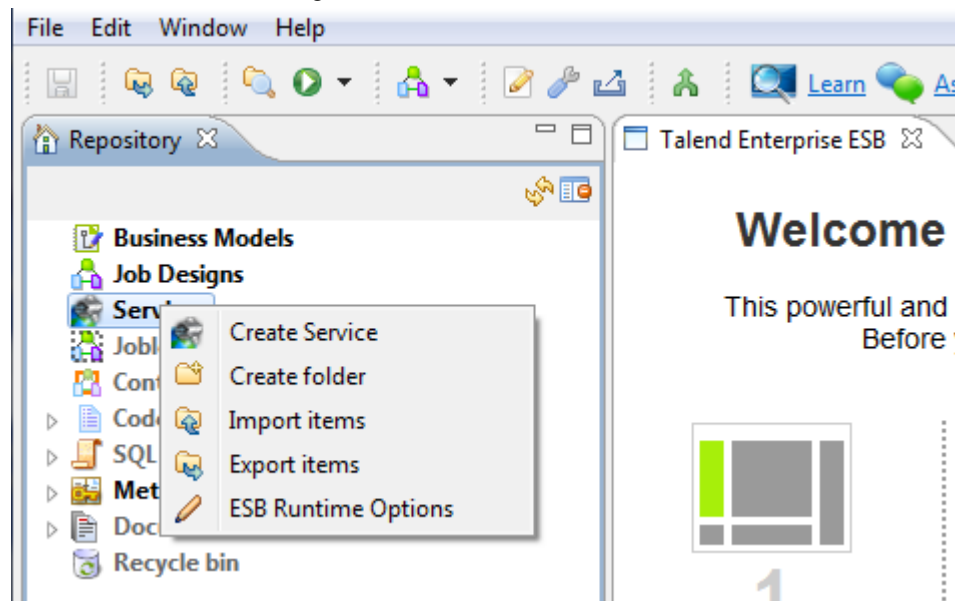 File Edit Window Help
Learn
Repository
Talend Enterprise ESB
Business Models
Welcome
Job Designs
This powerful and
Before
Create Service
Create folder
Import items
SQL
Export items
ESB Runtime Options
Recycle bin
1